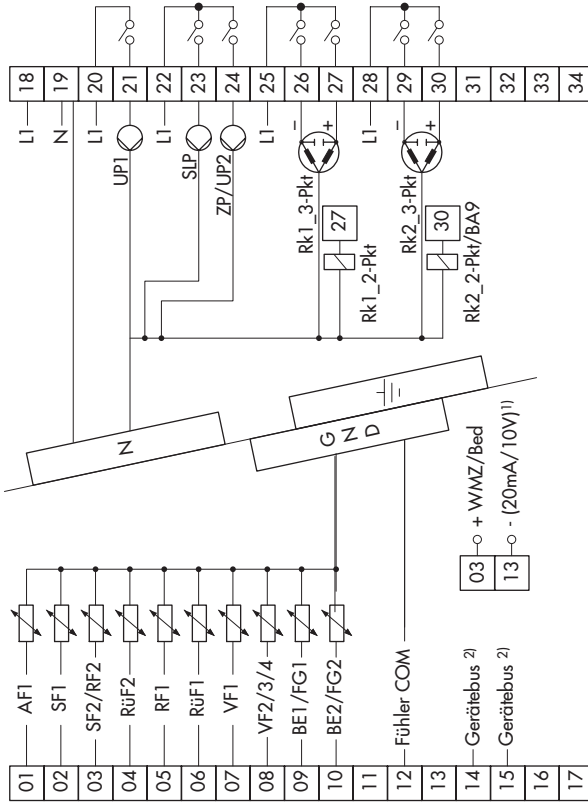 18 L1
19 N
20 L1
21 UP1
22 L1
23 SLP
24 ZP/UP2
25 L1
26 −
27 +
Rk1_3-Pkt
27
Rk1_2-Pkt
28 L1
29 −
30 +
Rk2_3-Pkt
30
Rk2_2-Pkt/BA9
31
32
33
34
N
GND
01 AF1
02 SF1
03 SF2/RF2
04 RüF2
05 RF1
06 RüF1
07 VF1
08 VF2/3/4
09 BE1/FG1
10 BE2/FG2
11
12 Fühler COM
13
14 Gerätebus 2)
15 Gerätebus 2)
16
17
03 + WMZ/Bed
13 - (20mA/10V)1)